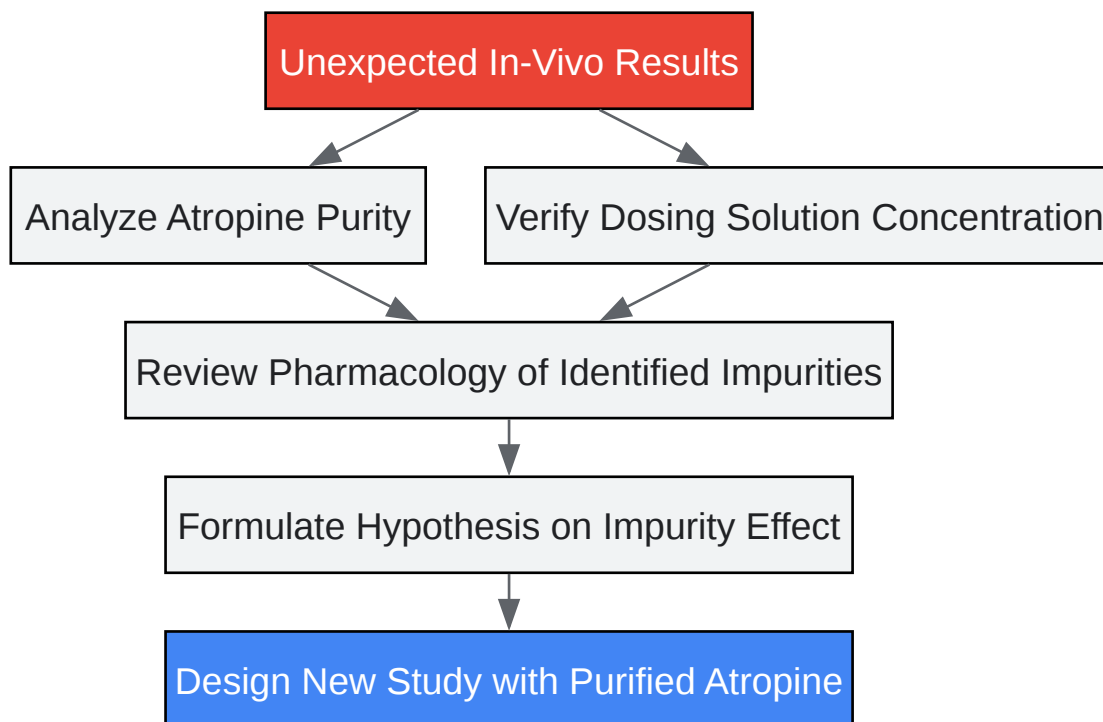 Unexpected In-Vivo Results
Analyze Atropine Purity
Verify Dosing Solution Concentration
Review Pharmacology of Identified Impurities
Formulate Hypothesis on Impurity Effect
Design New Study with Purified Atropine